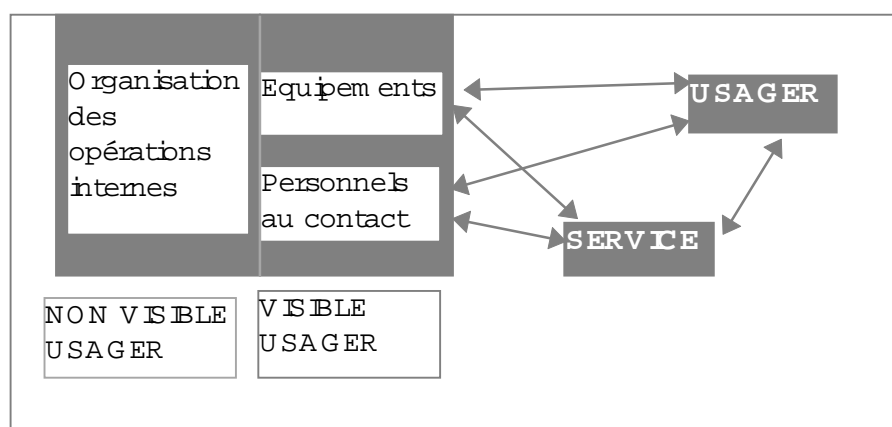 Organisation
des
opérations
internes
Equipements
Personnels
au contact
USAGER
SERVICE
NON VISIBLE
USAGER
VISIBLE
USAGER